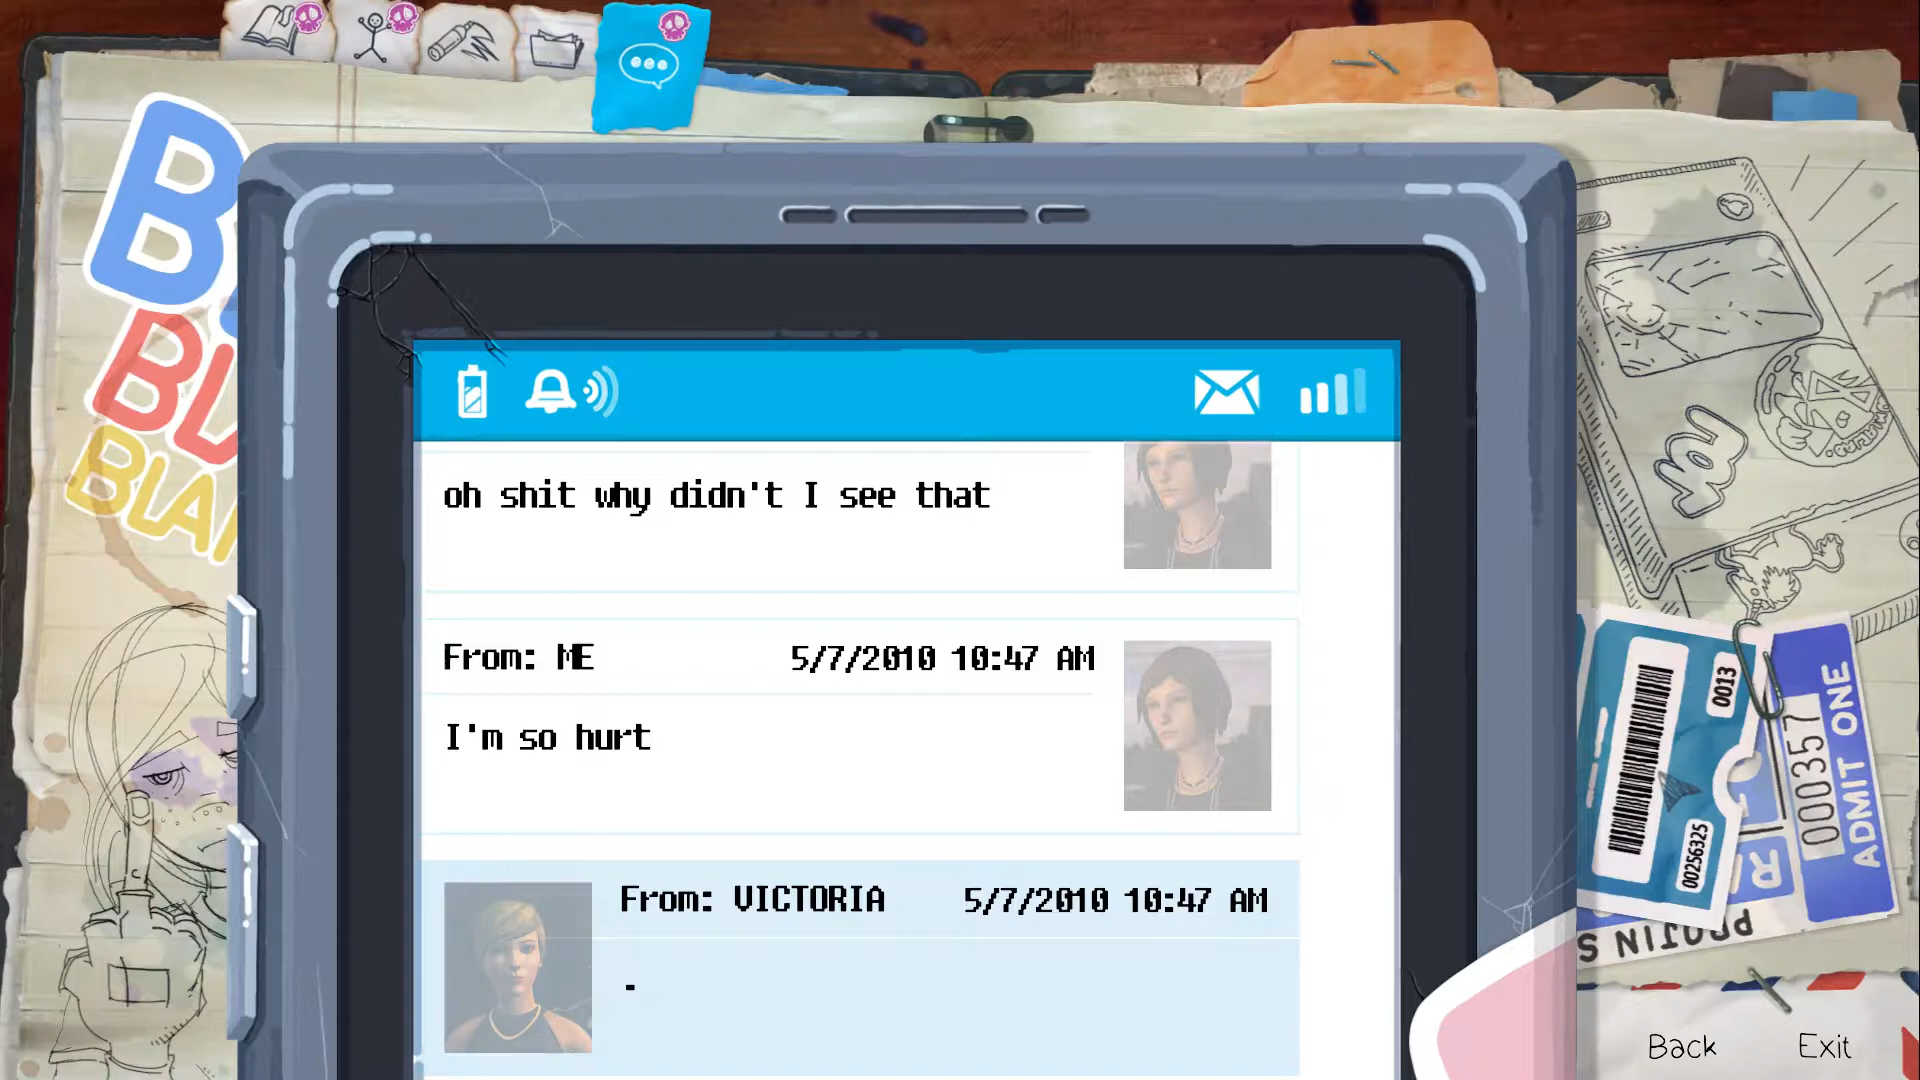 oh shit why didn't I see that
From: ME 5/7/2010 10:47 AM
I'm so hurt
From: VICTORIA 5/7/2010 10:47 AM
.
0013
00256325
000357
ADMIT ONE
Back Exit